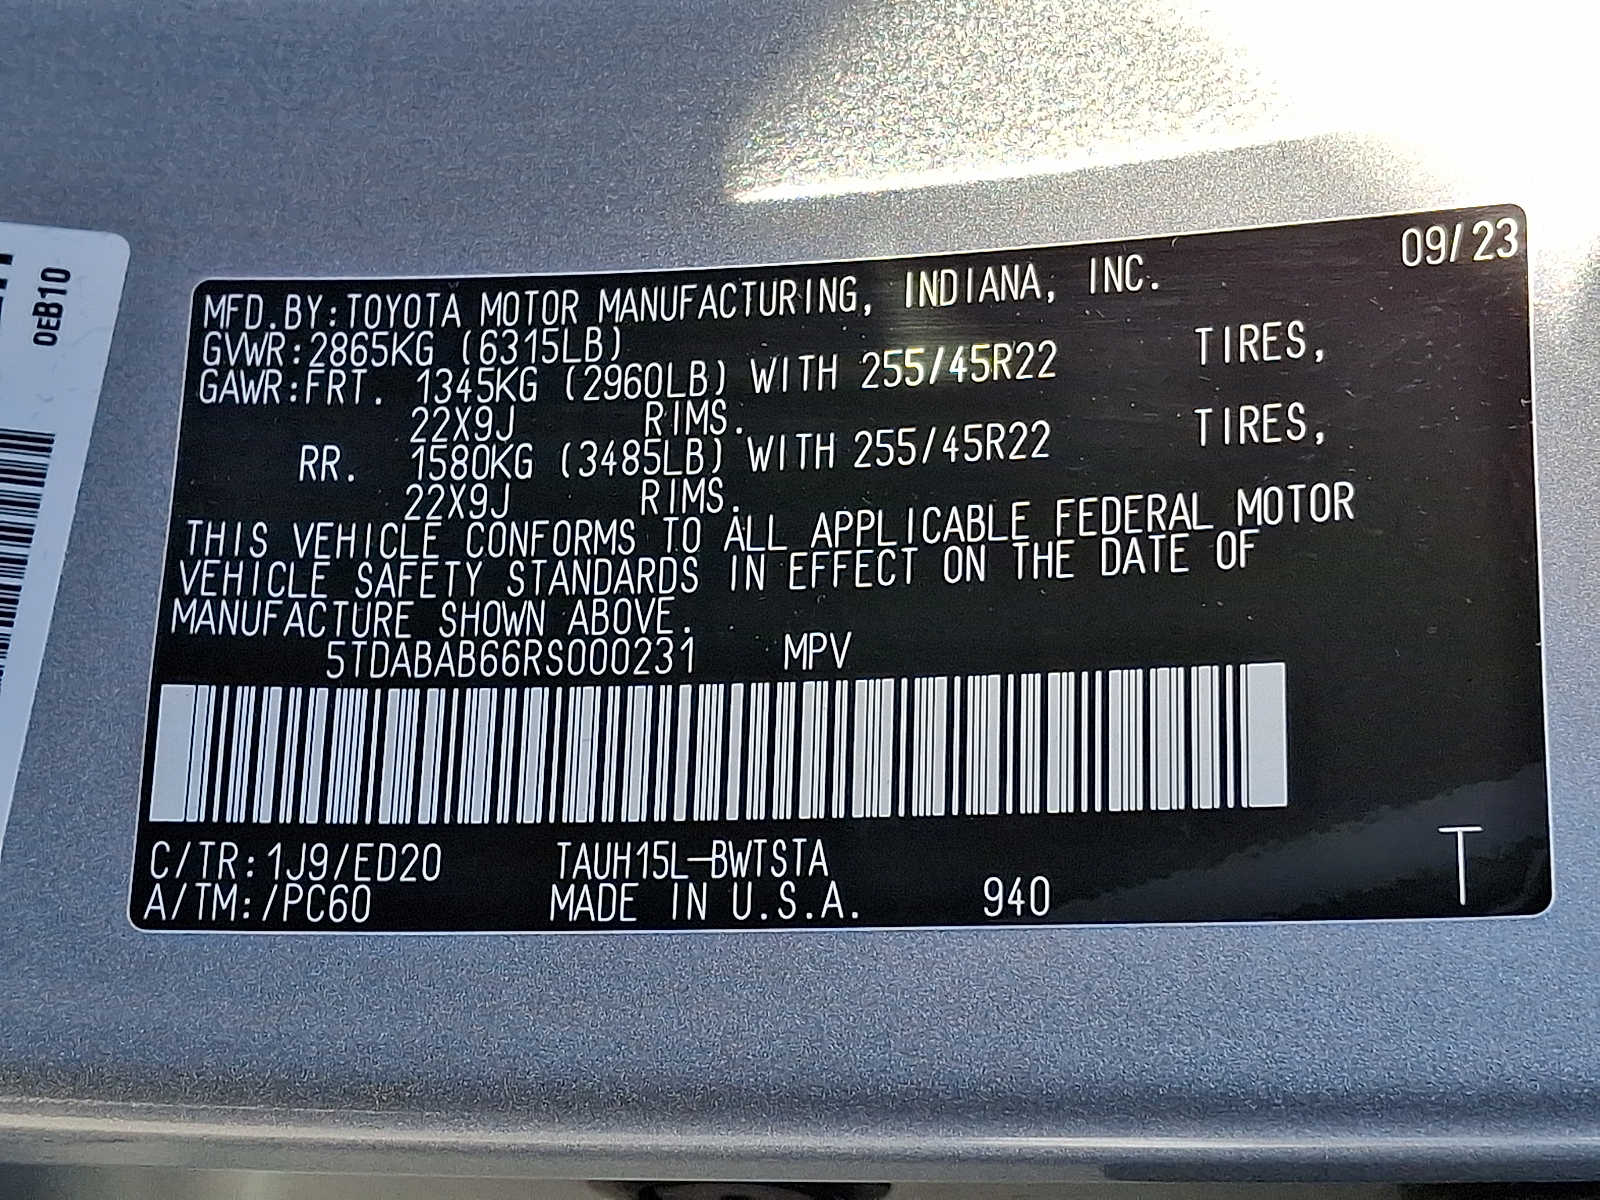 09/23
MFD.BY:TOYOTA MOTOR MANUFACTURING, INDIANA, INC.
GVWR:2865KG (6315LB)
GAWR:FRT. 1345KG (2960LB) WITH 255/45R22 TIRES,
22X9J RIMS.
RR. 1580KG (3485LB) WITH 255/45R22 TIRES,
22X9J RIMS.
THIS VEHICLE CONFORMS TO ALL APPLICABLE FEDERAL MOTOR
VEHICLE SAFETY STANDARDS IN EFFECT ON THE DATE OF
MANUFACTURE SHOWN ABOVE.
5TDABAB66RS000231 MPV
C/TR:1J9/ED20 TAUH15L-BWTSTA
A/TM:/PC60 MADE IN U.S.A. 940
T
0EB10